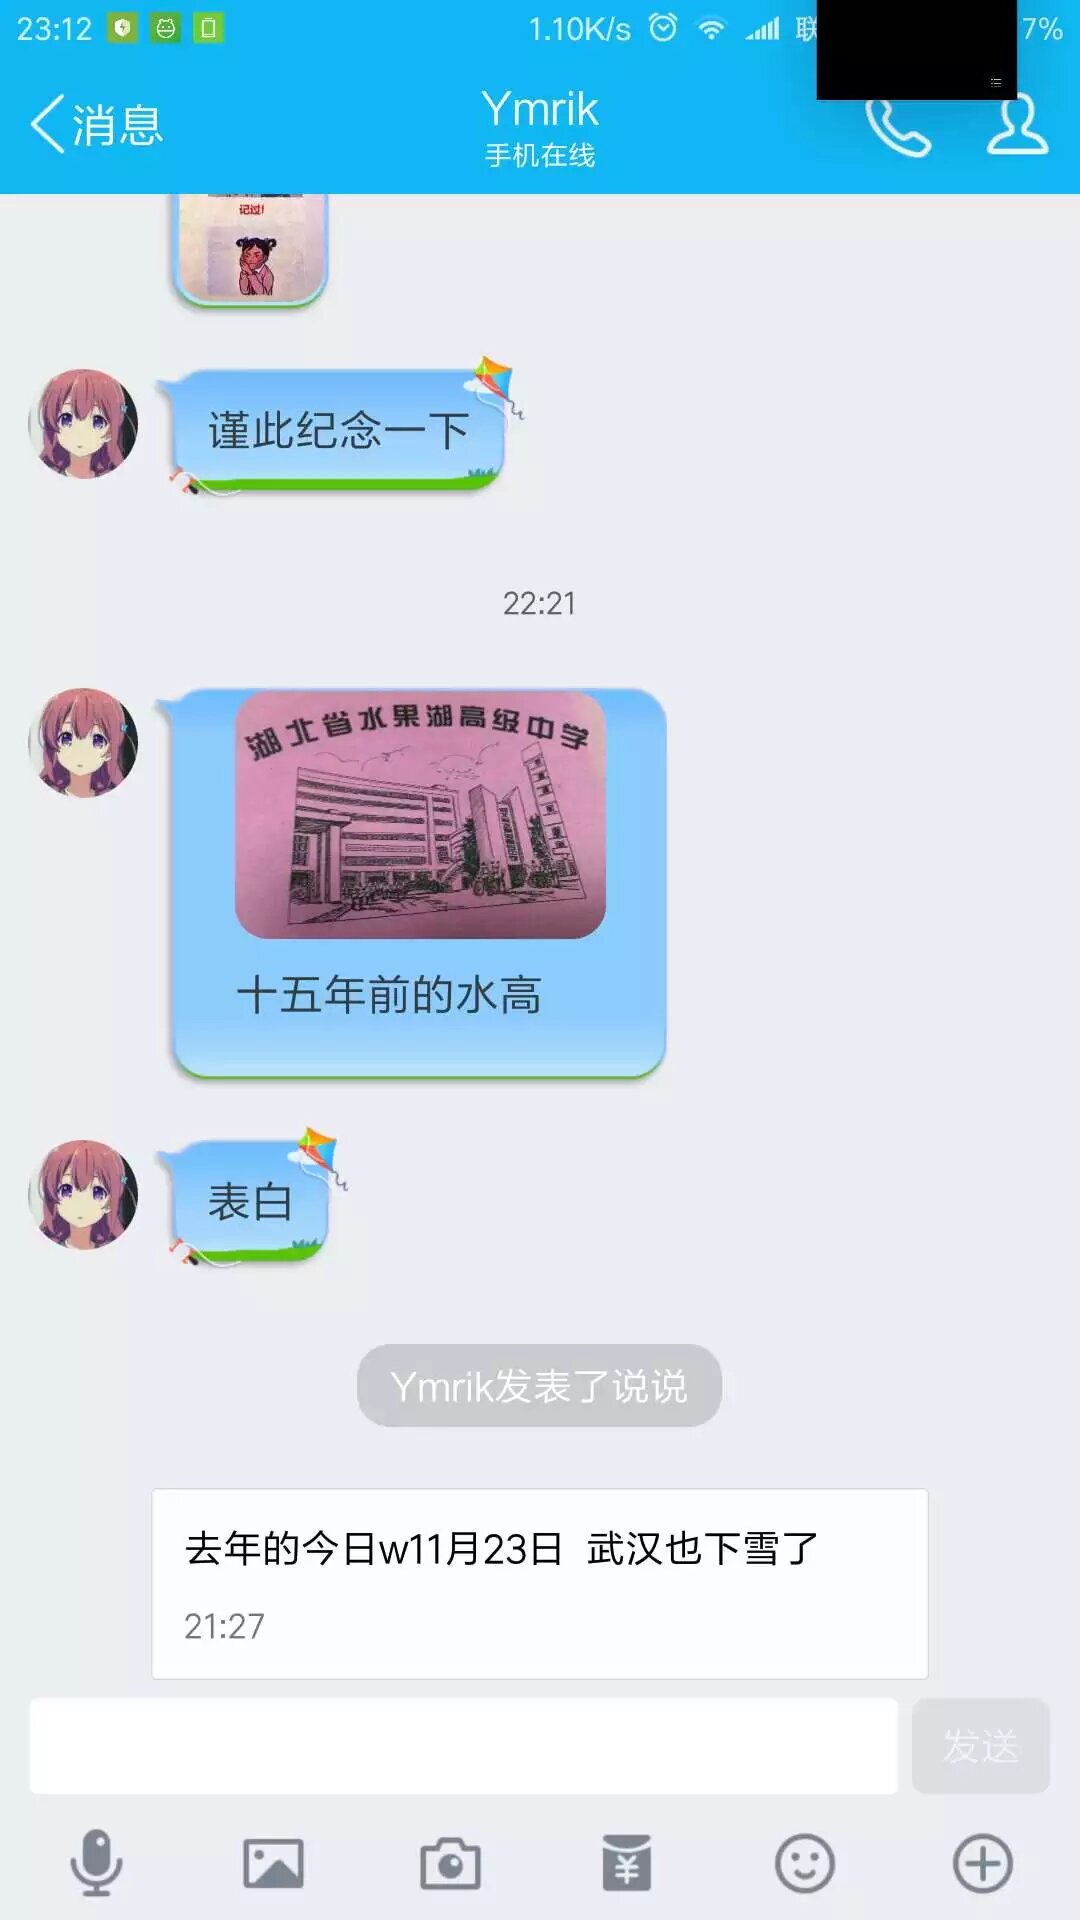 23:12
1.10K/s
联
7%
消息
Ymrik
手机在线
记过!
谨此纪念一下
22:21
湖北省水果湖高级中学
十五年前的水高
表白
Ymrik发表了说说
去年的今日w11月23日 武汉也下雪了
21:27
发送